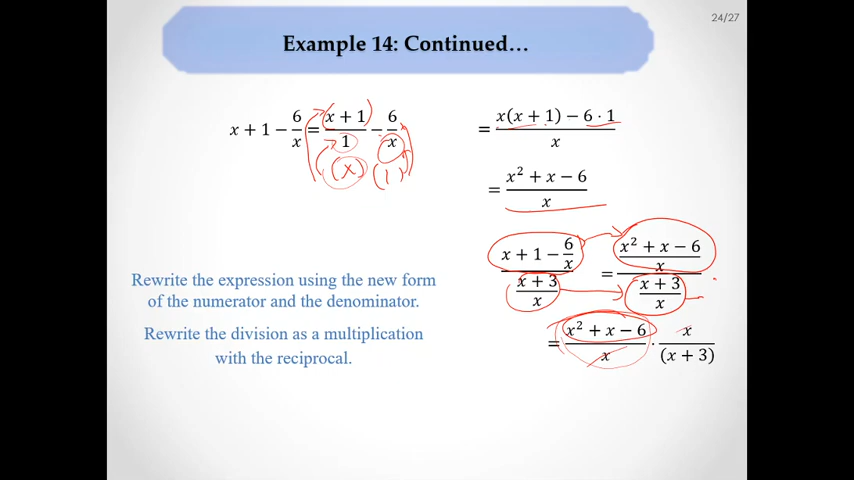 24/27
Example 14: Continued…
x + 1 − 6/x = (x + 1)/1 − 6/x
(x) (1)
= (x(x + 1) − 6 · 1)/x
= (x² + x − 6)/x
(x + 1 − 6/x)/((x + 3)/x) = ((x² + x − 6)/x)/((x + 3)/x)
Rewrite the expression using the new form
of the numerator and the denominator.
Rewrite the division as a multiplication
with the reciprocal.
= (x² + x − 6)/x · x/(x + 3)